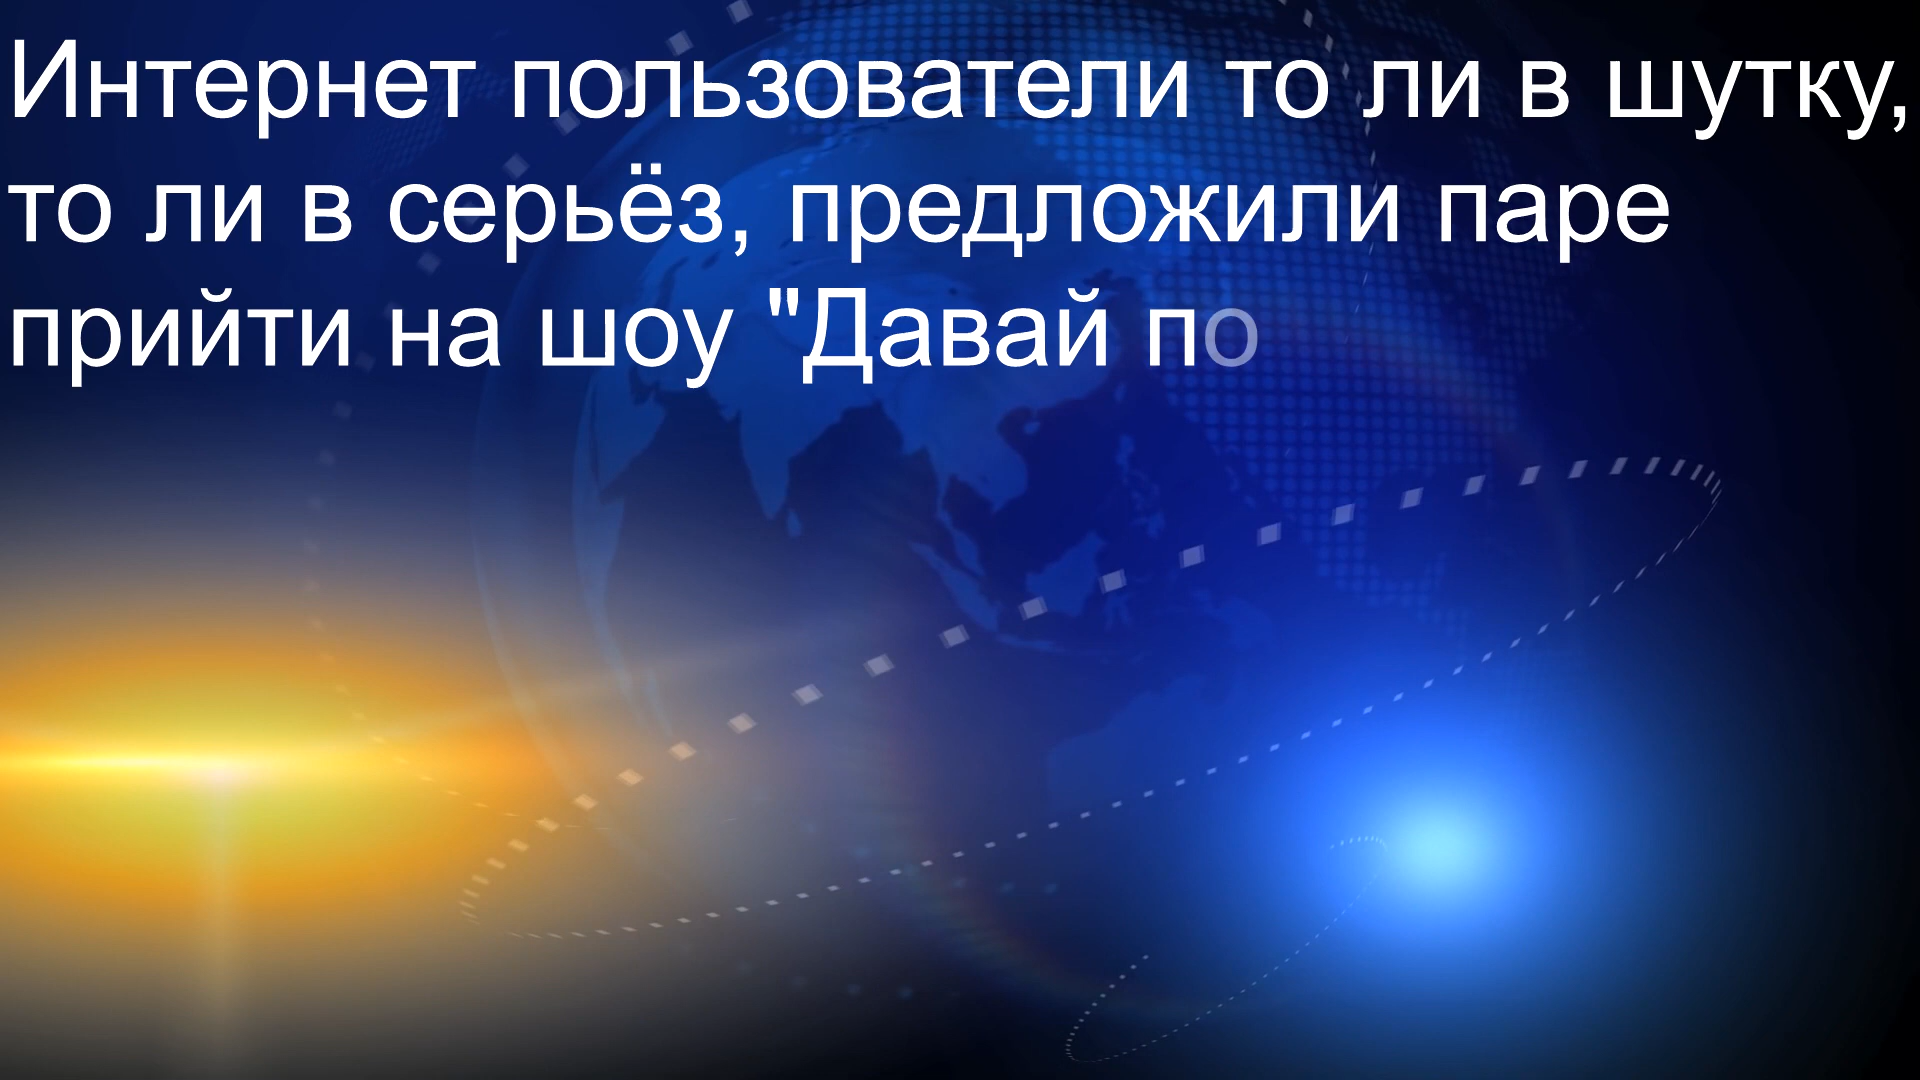 Интернет пользователи то ли в шутку,
то ли в серьёз, предложили паре
прийти на шоу "Давай по